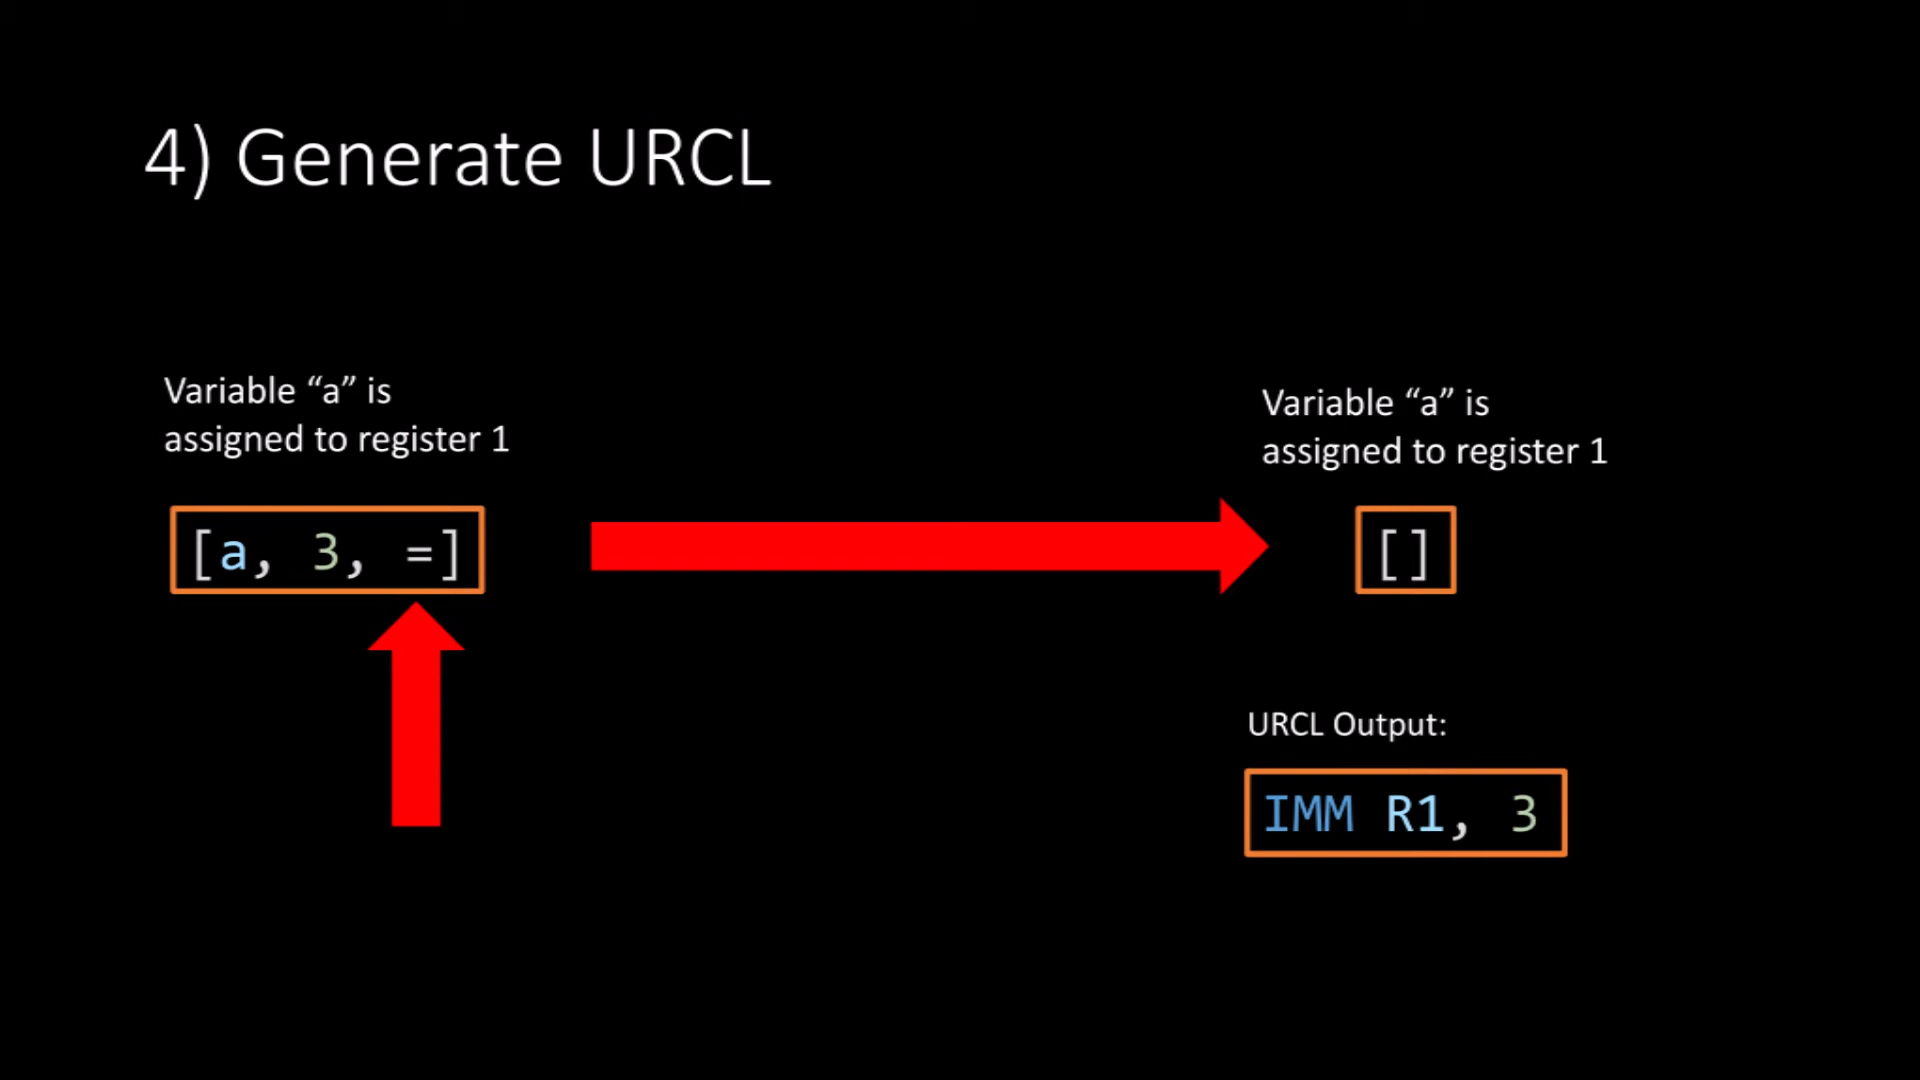 4) Generate URCL
Variable “a” is
assigned to register 1
[a, 3, =]
Variable “a” is
assigned to register 1
[]
URCL Output:
IMM R1, 3